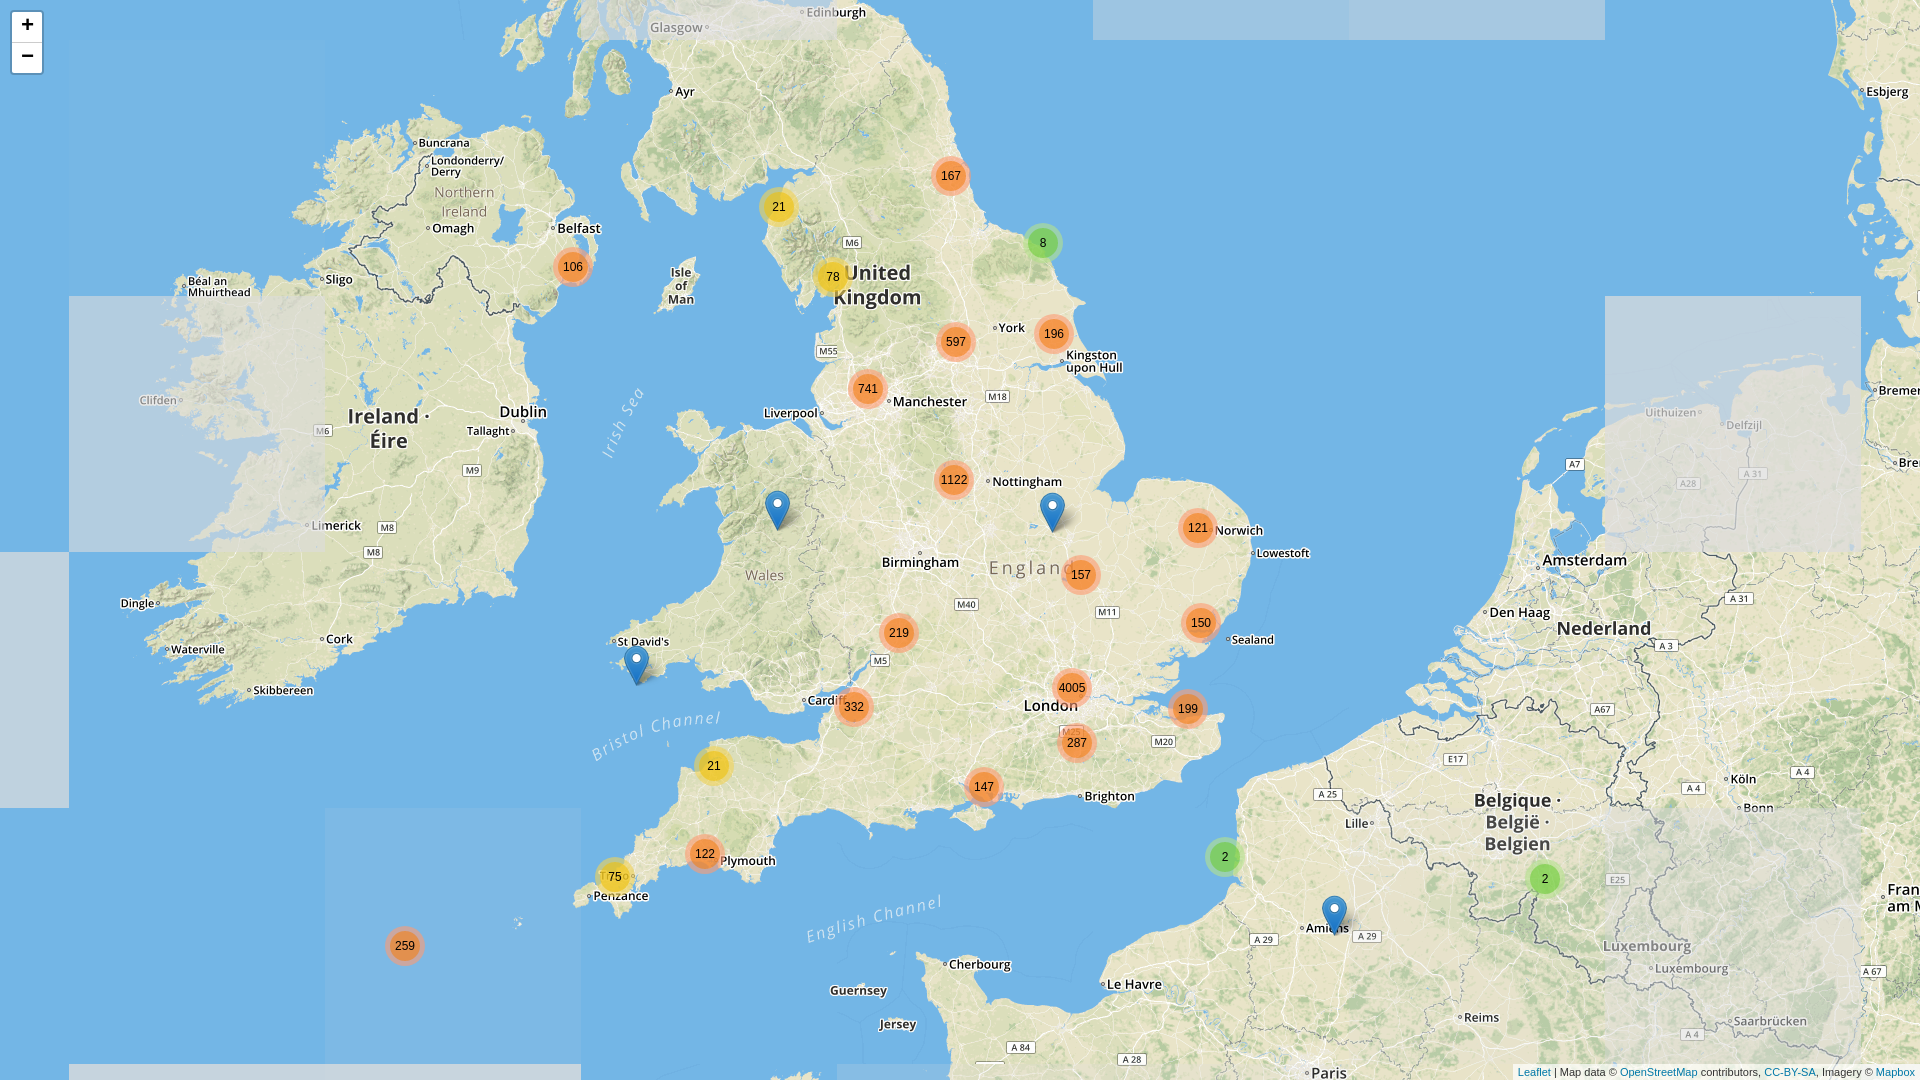 +
−
Glasgow
Edinburgh
Ayr
Esbjerg
Buncrana
Londonderry/
Derry
Northern
Ireland
Omagh
Belfast
167
21
8
M6
106
Isle
of
Man
78
United
Kingdom
Béal an
Mhuirthead
Sligo
York
196
597
Kingston
upon Hull
M55
741
Manchester
M18
Liverpool
Clifden
M6
Ireland ·
Éire
Dublin
Tallaght
M9
Irish Sea
Uithuizen
Delfzijl
Bremer
A7
A 31
A28
Bre
1122
Nottingham
121
Norwich
Lowestoft
Limerick
M8
M8
Birmingham
England
157
Wales
Amsterdam
A 31
Dingle
M40
M11
Den Haag
Nederland
Cork
Waterville
St David's
219
150
Sealand
A 3
M5
Skibbereen
4005
London
Cardiff
332
199
A67
Bristol Channel
M25
287
M20
E17
21
147
Brighton
Köln
A 4
A 4
A 25
Bonn
Lille
Belgique ·
België ·
Belgien
122
Plymouth
2
2
E25
75
Penzance
Fran
am M
English Channel
Amiens
A 29
A 29
259
Luxembourg
Luxembourg
A 67
Cherbourg
Le Havre
Guernsey
Jersey
Reims
Saarbrücken
A 4
A 84
A 28
Paris
Leaflet | Map data © OpenStreetMap contributors, CC-BY-SA, Imagery © Mapbox